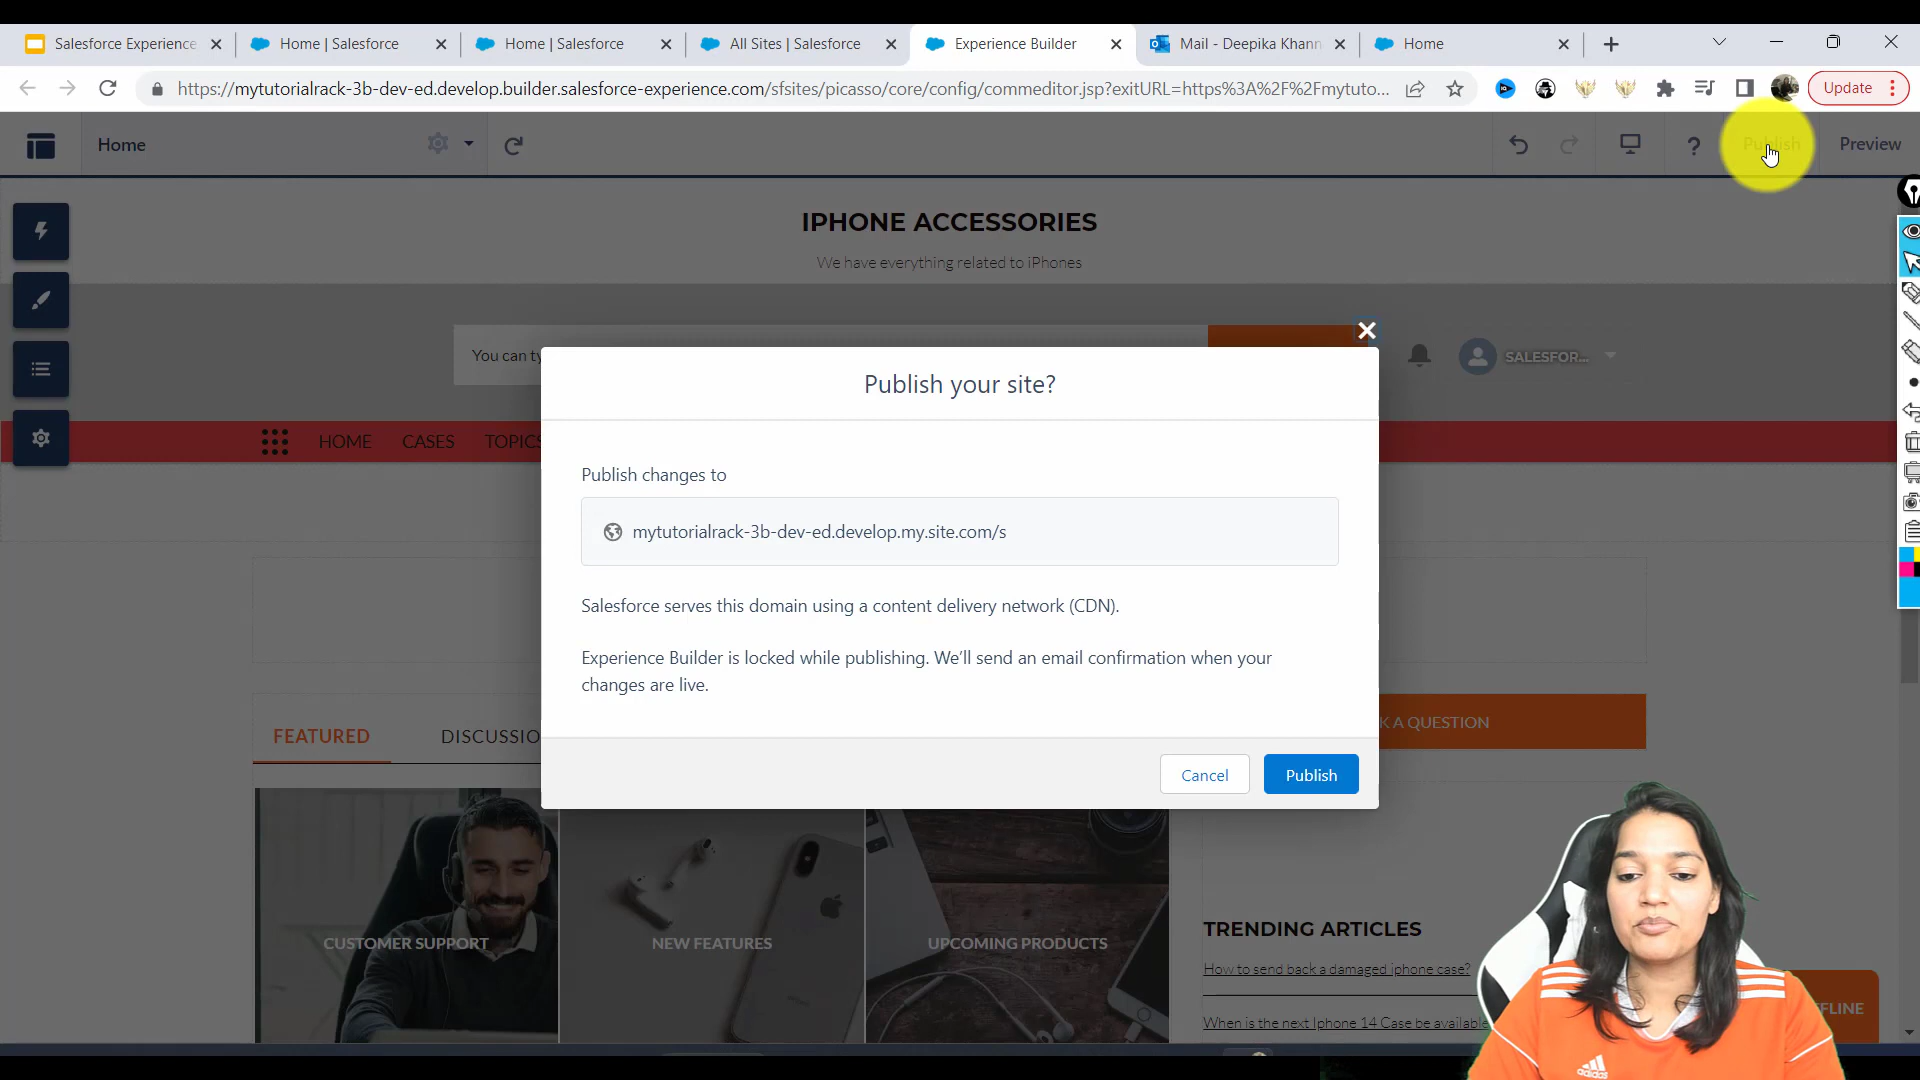 Salesforce Experience
Home | Salesforce
Home | Salesforce
All Sites | Salesforce
Experience Builder
Mail - Deepika Khann
Home
https://mytutorialrack-3b-dev-ed.develop.builder.salesforce-experience.com/sfsites/picasso/core/config/commeditor.jsp?exitURL=https%3A%2F%2Fmytuto...
Update
Home
?
Publish
Preview
IPHONE ACCESSORIES
We have everything related to iPhones
You can ty
SALESFOR...
HOME
CASES
TOPICS
Publish your site?
Publish changes to
mytutorialrack-3b-dev-ed.develop.my.site.com/s
Salesforce serves this domain using a content delivery network (CDN).
Experience Builder is locked while publishing. We'll send an email confirmation when your
changes are live.
Cancel
Publish
K A QUESTION
FEATURED
DISCUSSIO
CUSTOMER SUPPORT
NEW FEATURES
UPCOMING PRODUCTS
TRENDING ARTICLES
How to send back a damaged iphone case?
When is the next Iphone 14 Case be available
FLINE
adidas